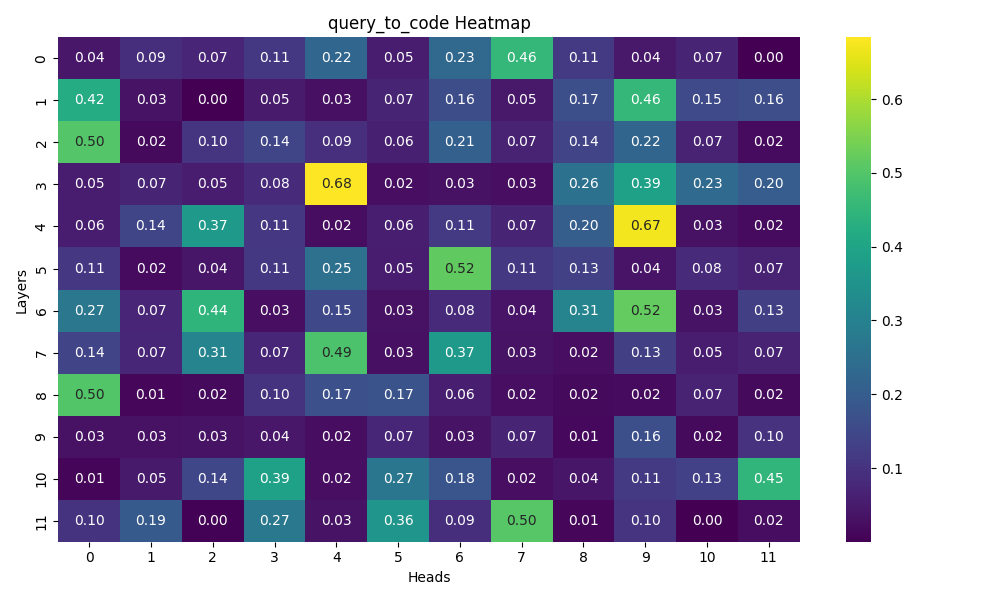 query_to_code Heatmap
0 0.04 0.09 0.07 0.11 0.22 0.05 0.23 0.46 0.11 0.04 0.07 0.00
1 0.42 0.03 0.00 0.05 0.03 0.07 0.16 0.05 0.17 0.46 0.15 0.16
2 0.50 0.02 0.10 0.14 0.09 0.06 0.21 0.07 0.14 0.22 0.07 0.02
3 0.05 0.07 0.05 0.08 0.68 0.02 0.03 0.03 0.26 0.39 0.23 0.20
4 0.06 0.14 0.37 0.11 0.02 0.06 0.11 0.07 0.20 0.67 0.03 0.02
5 0.11 0.02 0.04 0.11 0.25 0.05 0.52 0.11 0.13 0.04 0.08 0.07
6 0.27 0.07 0.44 0.03 0.15 0.03 0.08 0.04 0.31 0.52 0.03 0.13
7 0.14 0.07 0.31 0.07 0.49 0.03 0.37 0.03 0.02 0.13 0.05 0.07
8 0.50 0.01 0.02 0.10 0.17 0.17 0.06 0.02 0.02 0.02 0.07 0.02
9 0.03 0.03 0.03 0.04 0.02 0.07 0.03 0.07 0.01 0.16 0.02 0.10
10 0.01 0.05 0.14 0.39 0.02 0.27 0.18 0.02 0.04 0.11 0.13 0.45
11 0.10 0.19 0.00 0.27 0.03 0.36 0.09 0.50 0.01 0.10 0.00 0.02
0 1 2 3 4 5 6 7 8 9 10 11
Heads
Layers
0.6
0.5
0.4
0.3
0.2
0.1